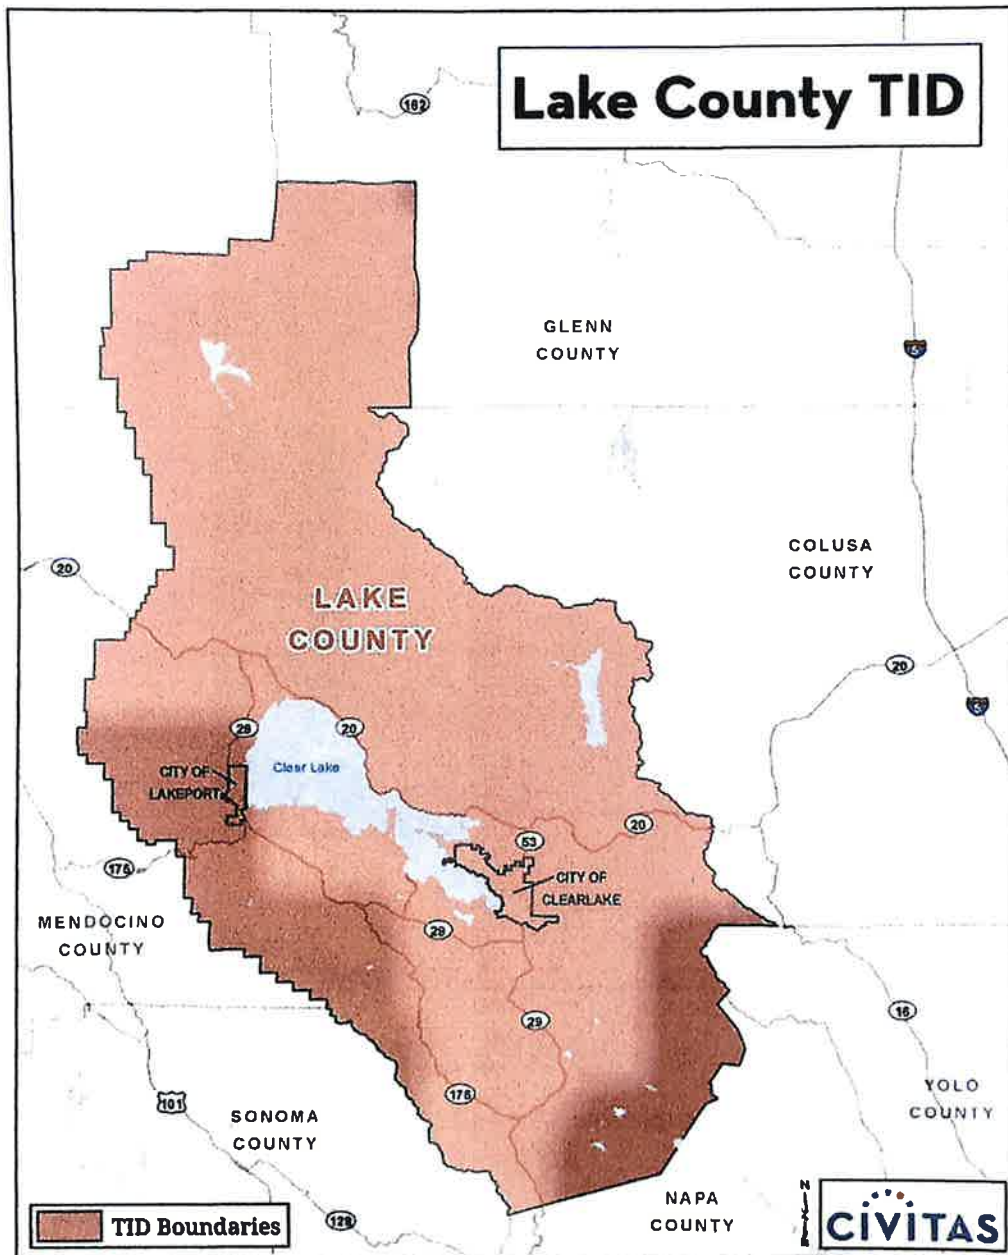 Lake County TID
162
GLENN
COUNTY
5
COLUSA
COUNTY
20
LAKE
COUNTY
20
5
29
20
Clear Lake
CITY OF
LAKEPORT
20
53
175
CITY OF
CLEARLAKE
MENDOCINO
COUNTY
29
29
16
175
YOLO
COUNTY
101
SONOMA
COUNTY
NAPA
COUNTY
N
TID Boundaries
128
CIVITAS